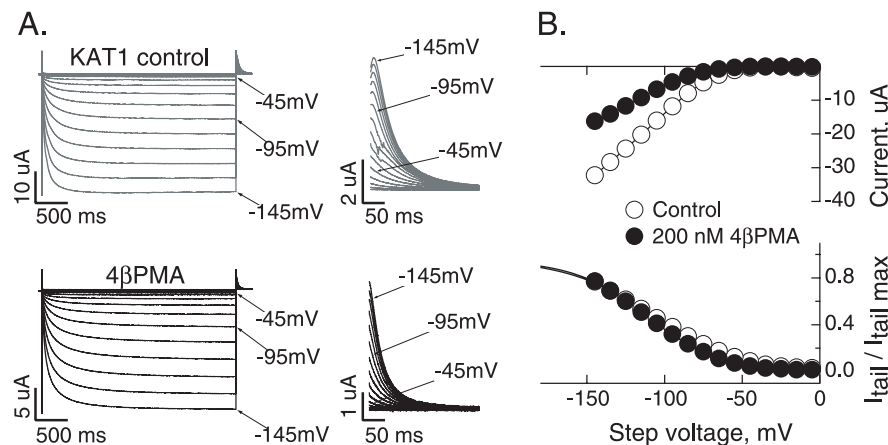 A.
KAT1 control
-45mV
-95mV
-145mV
10 uA
500 ms
-145mV
-95mV
-45mV
2 uA
50 ms
4βPMA
-45mV
-95mV
-145mV
5 uA
500 ms
-145mV
-95mV
-45mV
1 uA
50 ms
B.
-10
-20
-30
-40
Current, uA
Control
200 nM 4βPMA
0.8
0.4
0.0
Itail / Itail max
-150 -100 -50 0
Step voltage, mV